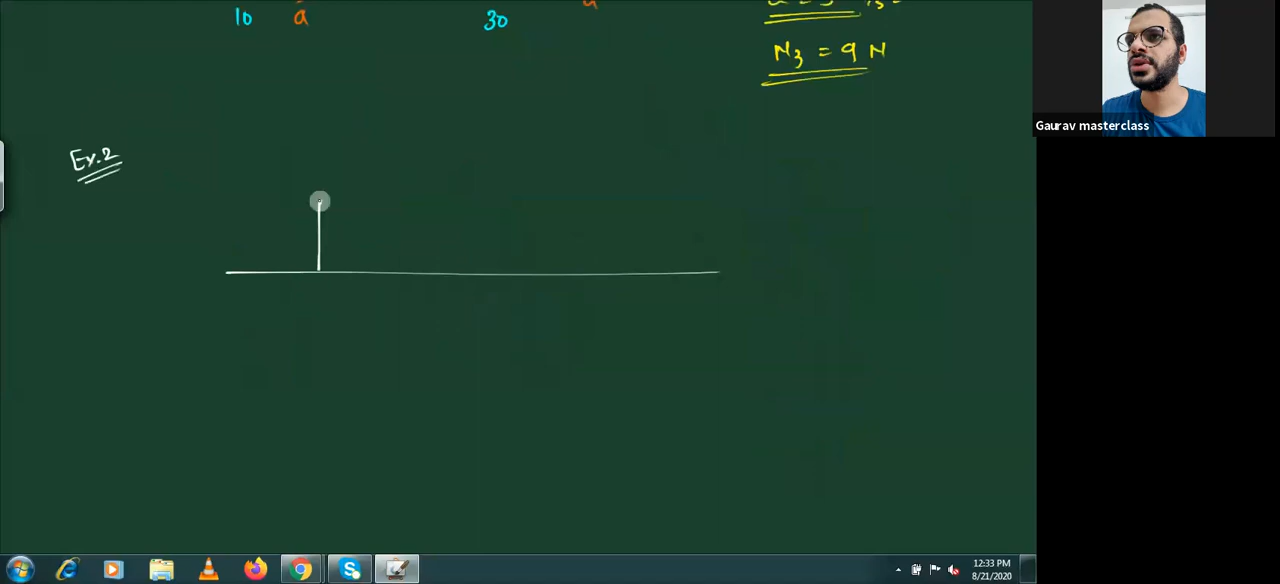 10 a 30 a
N3 = 9 N
Ex.2
Gaurav masterclass
12:33 PM
8/21/2020